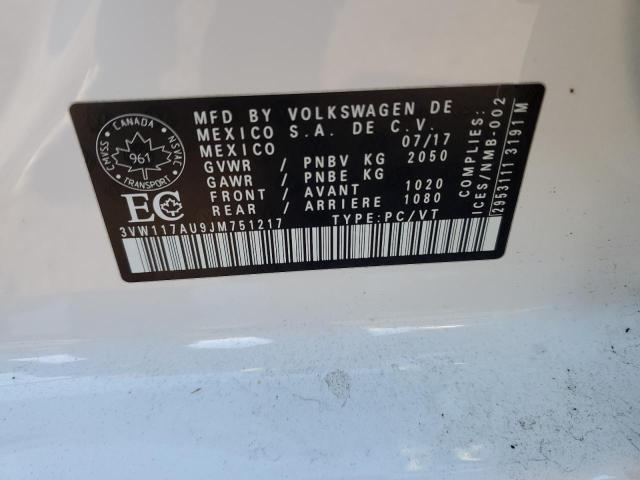 MFD BY VOLKSWAGEN DE
MEXICO S.A. DE C.V.
MEXICO 07/17
GVWR / PNBV KG 2050
GAWR / PNBE KG
FRONT / AVANT 1020
REAR / ARRIERE 1080
TYPE:PC/VT
3VW117AU9JM751217
CANADA
CMVSS
961
NSVAC
TRANSPORT
EC
COMPLIES:
ICES/NMB-002
2953111 3191 M